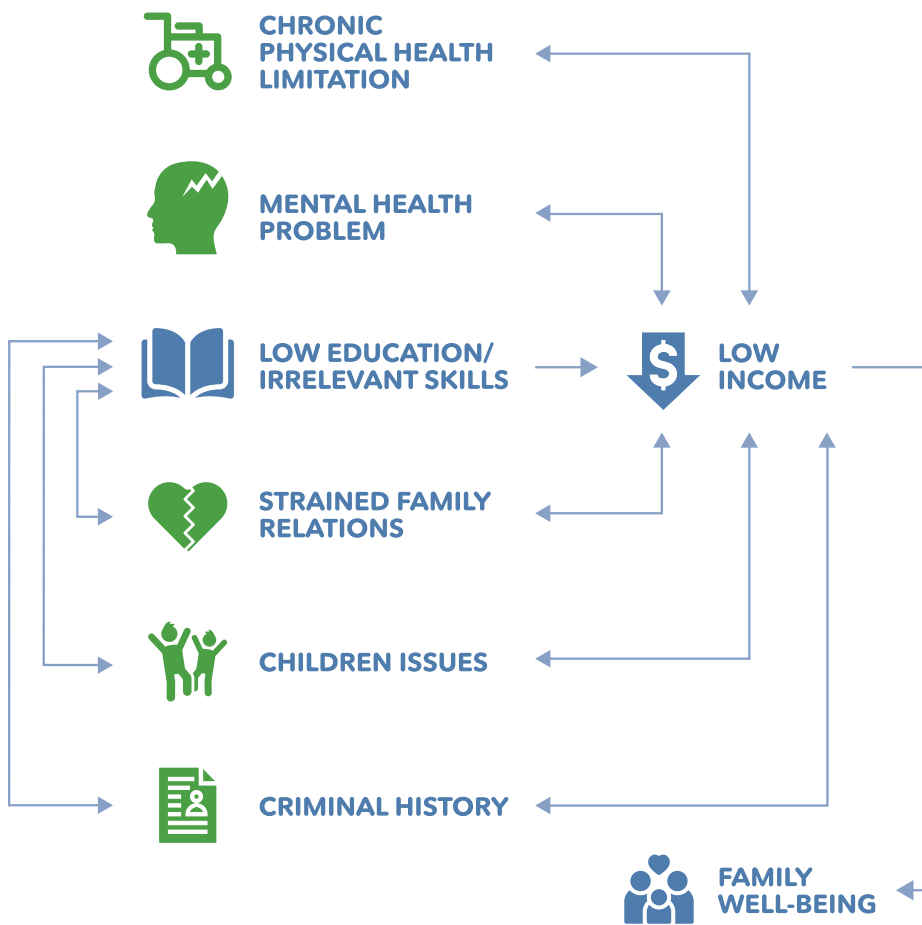 CHRONIC
PHYSICAL HEALTH
LIMITATION
MENTAL HEALTH
PROBLEM
LOW EDUCATION/
IRRELEVANT SKILLS
$
LOW
INCOME
STRAINED FAMILY
RELATIONS
CHILDREN ISSUES
CRIMINAL HISTORY
FAMILY
WELL-BEING